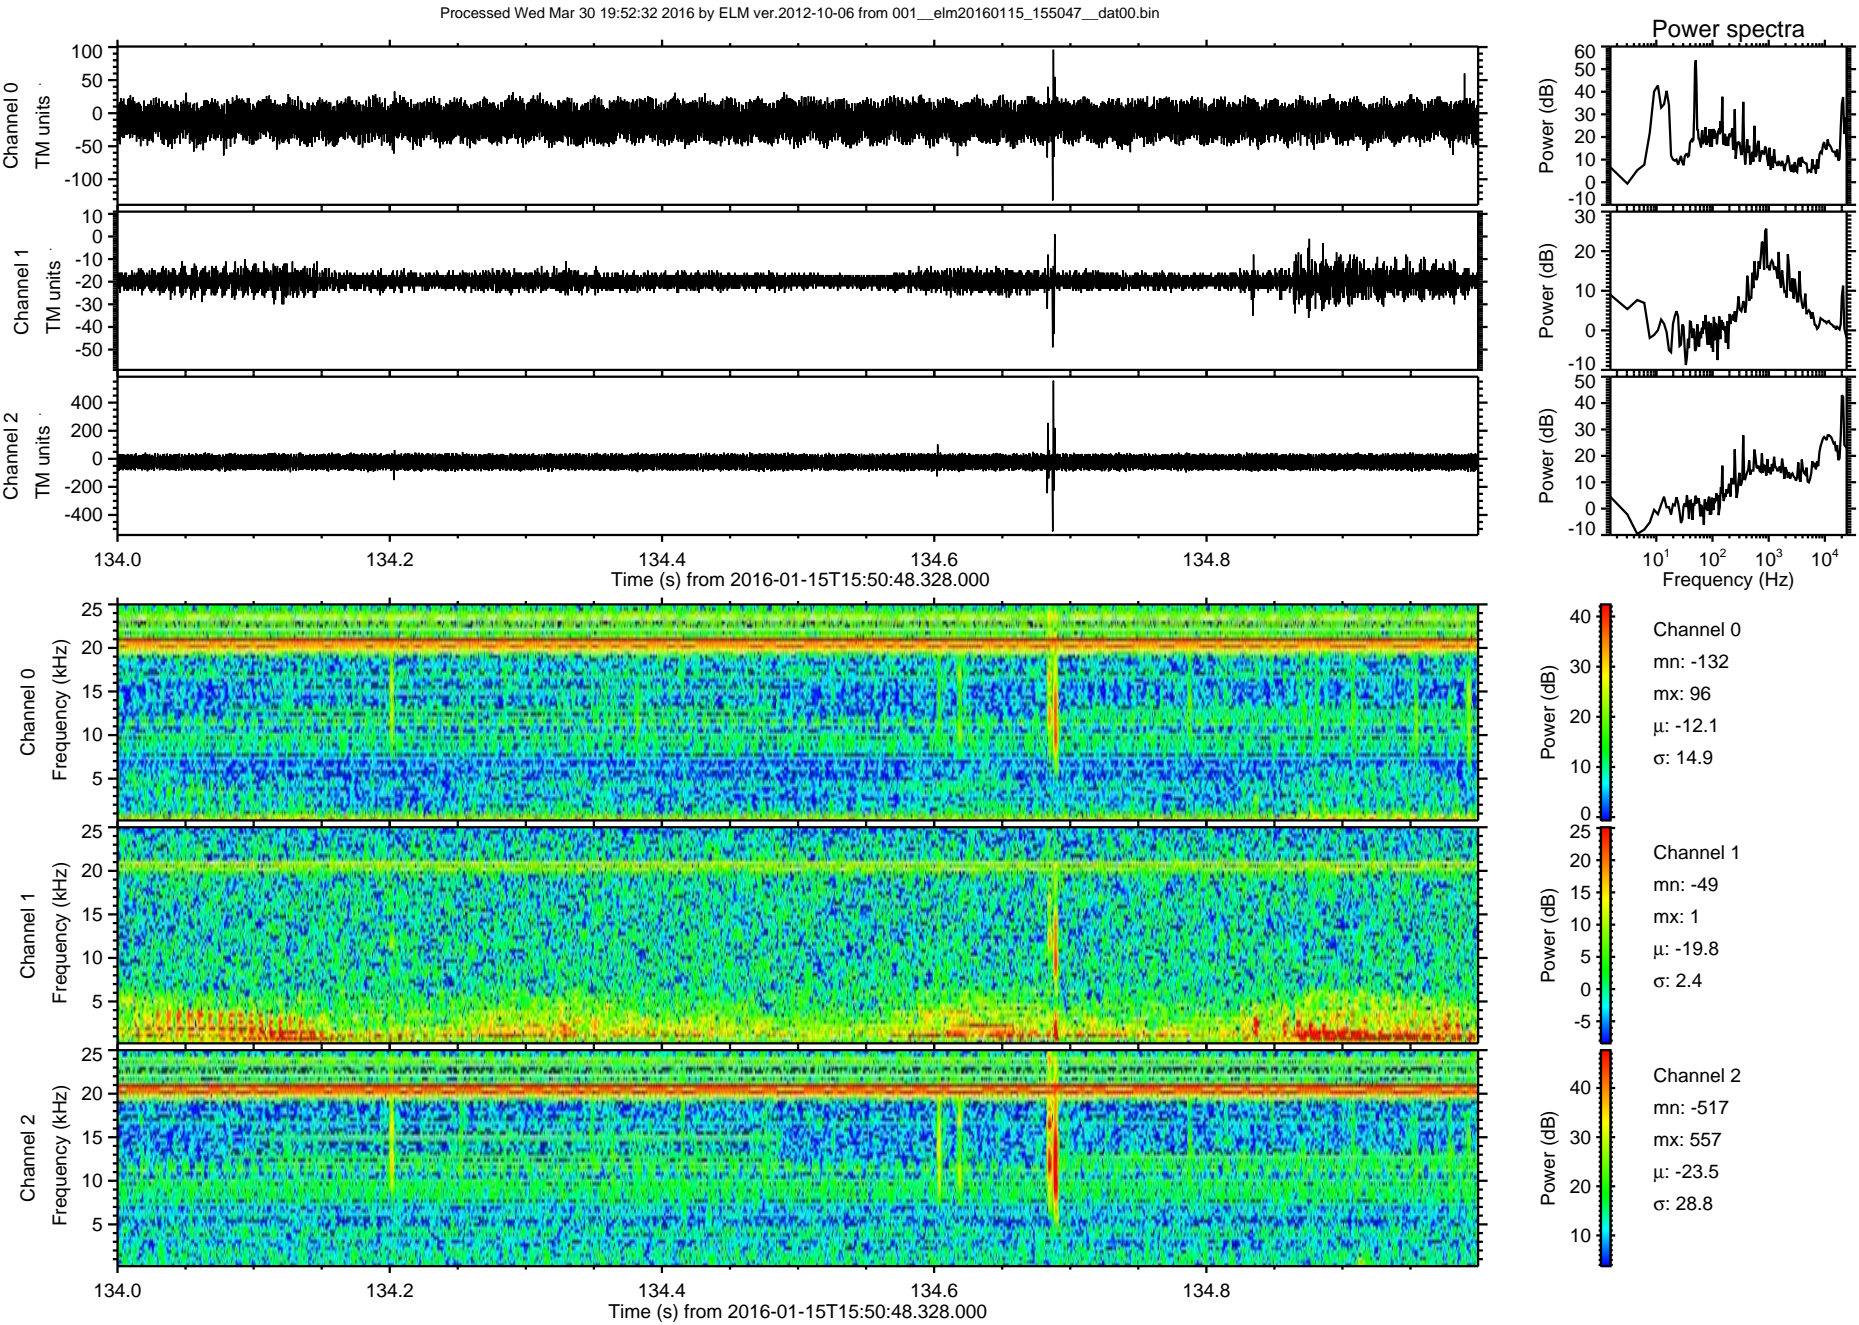 Processed Wed Mar 30 19:52:32 2016 by ELM ver.2012-10-06 from 001__elm20160115_155047__dat00.bin
Power spectra
Channel 0
TM units
100
50
0
-50
-100
Power (dB)
60
50
40
30
20
10
0
-10
Channel 1
TM units
10
0
-10
-20
-30
-40
-50
Power (dB)
30
20
10
0
-10
Channel 2
TM units
400
200
0
-200
-400
Power (dB)
50
40
30
20
10
0
-10
134.0 134.2 134.4 134.6 134.8
Time (s) from 2016-01-15T15:50:48.328.000
10^1 10^2 10^3 10^4
Frequency (Hz)
Channel 0
Frequency (kHz)
25
20
15
10
5
Power (dB)
40
30
20
10
0
Channel 0
mn: -132
mx: 96
μ: -12.1
σ: 14.9
Channel 1
Frequency (kHz)
25
20
15
10
5
Power (dB)
25
20
15
10
5
0
-5
Channel 1
mn: -49
mx: 1
μ: -19.8
σ: 2.4
Channel 2
Frequency (kHz)
25
20
15
10
5
Power (dB)
40
30
20
10
Channel 2
mn: -517
mx: 557
μ: -23.5
σ: 28.8
134.0 134.2 134.4 134.6 134.8
Time (s) from 2016-01-15T15:50:48.328.000